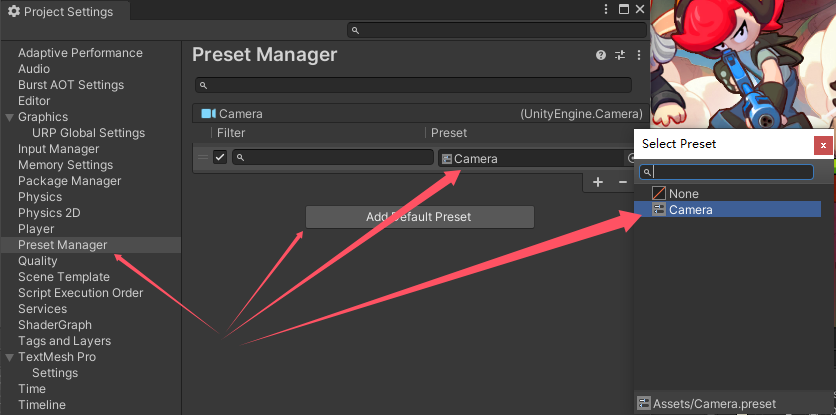 Project Settings
Adaptive Performance
Audio
Burst AOT Settings
Editor
Graphics
URP Global Settings
Input Manager
Memory Settings
Package Manager
Physics
Physics 2D
Player
Preset Manager
Quality
Scene Template
Script Execution Order
Services
ShaderGraph
Tags and Layers
TextMesh Pro
Settings
Time
Timeline
Preset Manager
Camera (UnityEngine.Camera)
Filter Preset
Camera
Add Default Preset
Select Preset
None
Camera
Assets/Camera.preset